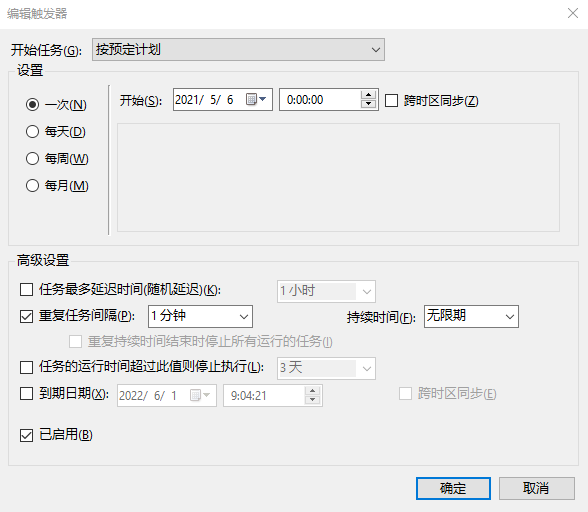 编辑触发器
开始任务(G): 按预定计划
设置
一次(N) 开始(S): 2021/ 5/ 6 0:00:00 跨时区同步(Z)
每天(D)
每周(W)
每月(M)
高级设置
任务最多延迟时间(随机延迟)(K): 1 小时
重复任务间隔(P): 1 分钟 持续时间(F): 无限期
重复持续时间结束时停止所有运行的任务(I)
任务的运行时间超过此值则停止执行(L): 3 天
到期日期(X): 2022/ 6/ 1 9:04:21 跨时区同步(E)
已启用(B)
确定 取消